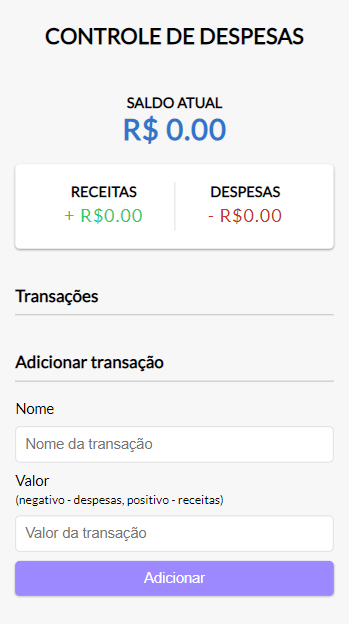 CONTROLE DE DESPESAS
SALDO ATUAL
R$ 0.00
RECEITAS
+ R$0.00
DESPESAS
- R$0.00
Transações
Adicionar transação
Nome
Nome da transação
Valor
(negativo - despesas, positivo - receitas)
Valor da transação
Adicionar